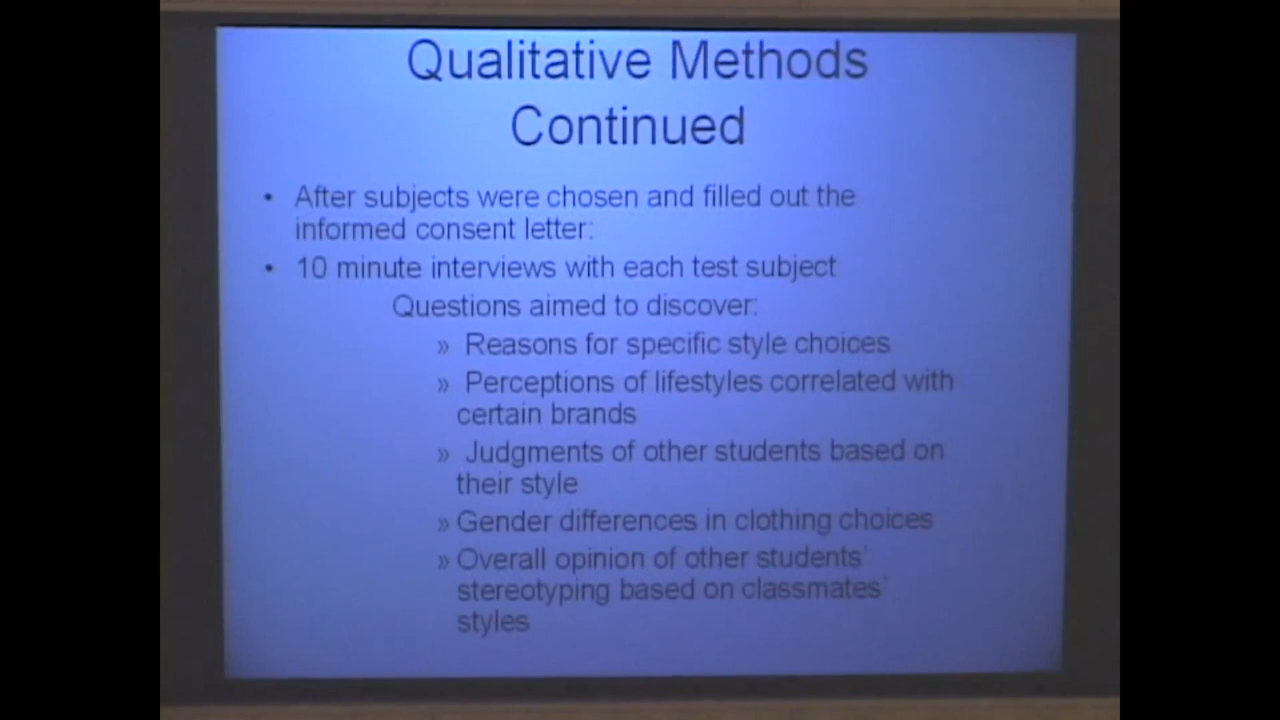 Qualitative Methods
Continued
• After subjects were chosen and filled out the
informed consent letter:
• 10 minute interviews with each test subject
Questions aimed to discover:
» Reasons for specific style choices
» Perceptions of lifestyles correlated with
certain brands
» Judgments of other students based on
their style
» Gender differences in clothing choices
» Overall opinion of other students'
stereotyping based on classmates'
styles